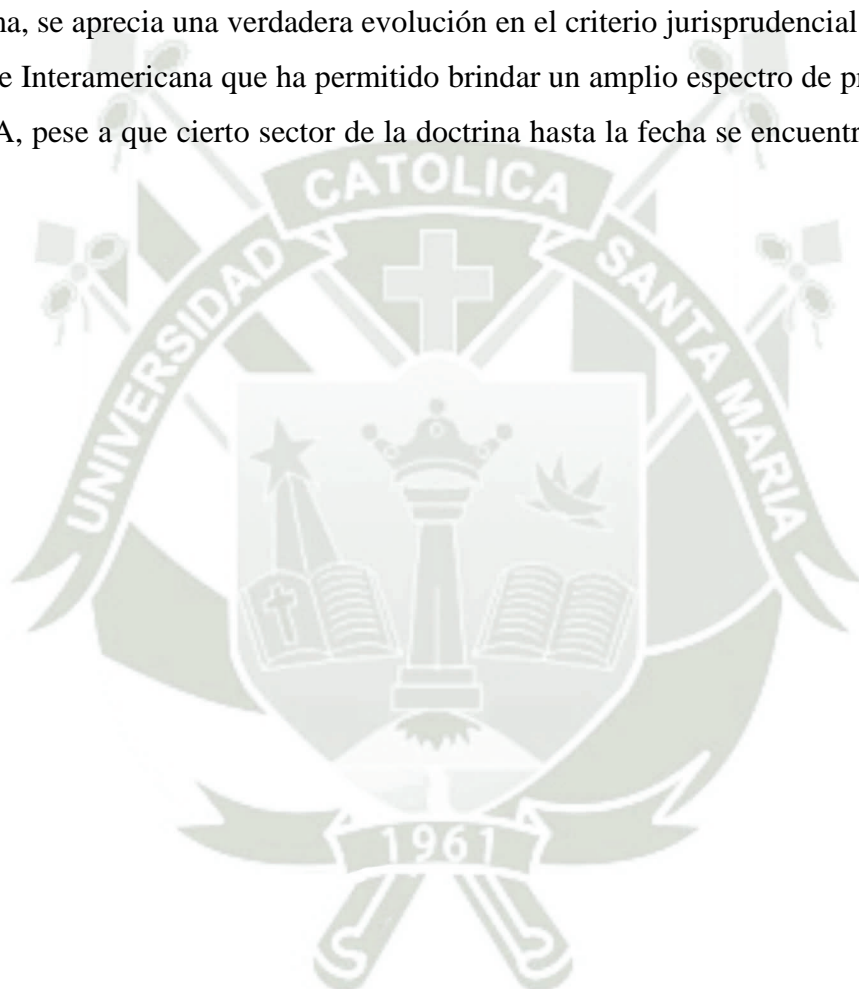 na, se aprecia una verdadera evolución en el criterio jurisprudencial
e Interamericana que ha permitido brindar un amplio espectro de p
A, pese a que cierto sector de la doctrina hasta la fecha se encuentr
UNIVERSIDAD CATOLICA SANTA MARIA
1961